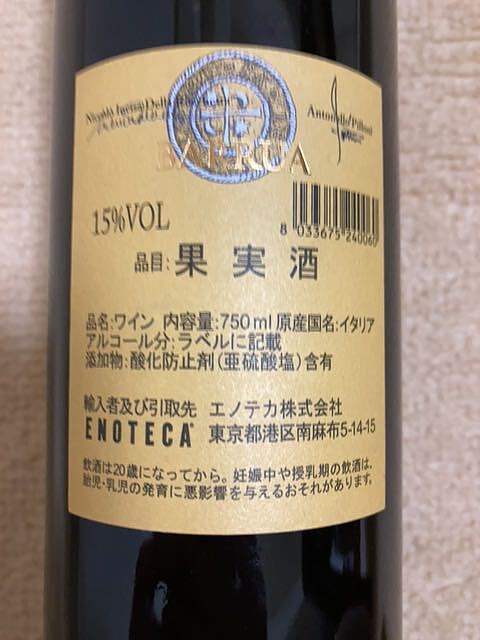 Antonello Pilloni
BARRUA
15%VOL
8 033675 240060
品目:果実酒
品名:ワイン 内容量:750ml 原産国名:イタリア
アルコール分:ラベルに記載
添加物:酸化防止剤(亜硫酸塩)含有
輸入者及び引取先 エノテカ株式会社
ENOTECA 東京都港区南麻布5-14-15
飲酒は20歳になってから。妊娠中や授乳期の飲酒は、
胎児・乳児の発育に悪影響を与えるおそれがあります。